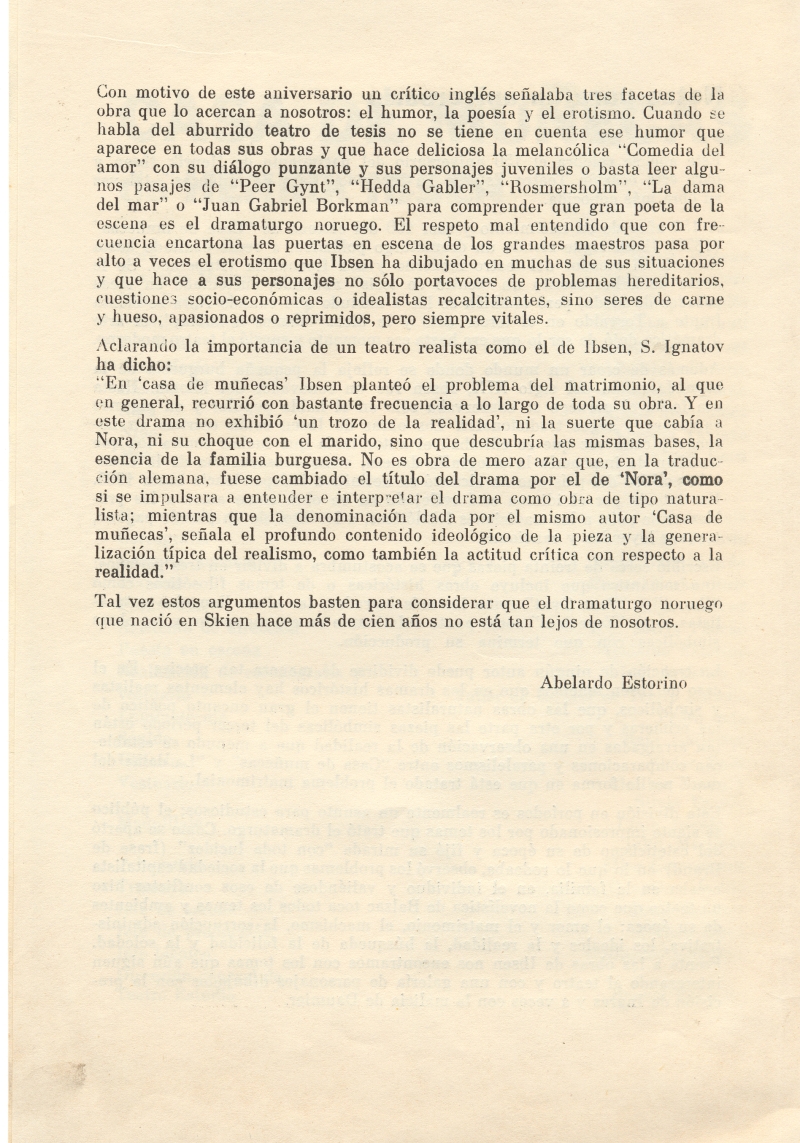 Con motivo de este aniversario un crítico inglés señalaba tres facetas de la
obra que lo acercan a nosotros: el humor, la poesía y el erotismo. Cuando se
habla del aburrido teatro de tesis no se tiene en cuenta ese humor que
aparece en todas sus obras y que hace deliciosa la melancólica “Comedia del
amor” con su diálogo punzante y sus personajes juveniles o basta leer algu-
nos pasajes de “Peer Gynt”, “Hedda Gabler”, “Rosmersholm”, “La dama
del mar” o “Juan Gabriel Borkman” para comprender que gran poeta de la
escena es el dramaturgo noruego. El respeto mal entendido que con fre-
cuencia encartona las puertas en escena de los grandes maestros pasa por
alto a veces el erotismo que Ibsen ha dibujado en muchas de sus situaciones
y que hace a sus personajes no sólo portavoces de problemas hereditarios,
cuestiones socio-económicas o idealistas recalcitrantes, sino seres de carne
y hueso, apasionados o reprimidos, pero siempre vitales.
Aclarando la importancia de un teatro realista como el de Ibsen, S. Ignatov
ha dicho:
“En ‘casa de muñecas’ Ibsen planteó el problema del matrimonio, al que
en general, recurrió con bastante frecuencia a lo largo de toda su obra. Y en
este drama no exhibió ‘un trozo de la realidad’, ni la suerte que cabía a
Nora, ni su choque con el marido, sino que descubría las mismas bases, la
esencia de la familia burguesa. No es obra de mero azar que, en la traduc-
ción alemana, fuese cambiado el título del drama por el de ‘Nora’, como
si se impulsara a entender e interpretar el drama como obra de tipo natura-
lista; mientras que la denominación dada por el mismo autor ‘Casa de
muñecas’, señala el profundo contenido ideológico de la pieza y la genera-
lización típica del realismo, como también la actitud crítica con respecto a la
realidad.”
Tal vez estos argumentos basten para considerar que el dramaturgo noruego
que nació en Skien hace más de cien años no está tan lejos de nosotros.
Abelardo Estorino